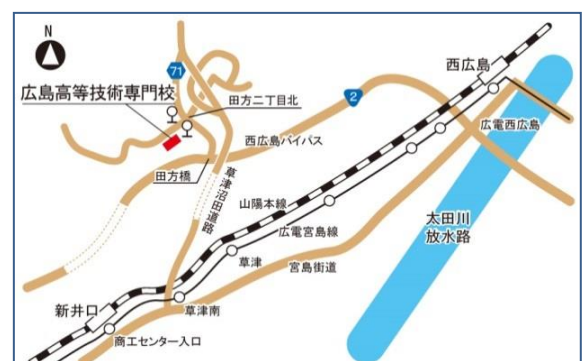 N
西広島
71
広島高等技術専門校
田方二丁目北
2
広電西広島
西広島バイパス
田方橋
草津沼田道路
山陽本線
太田川
放水路
広電宮島線
草津
宮島街道
新井口
草津南
商工センター入口